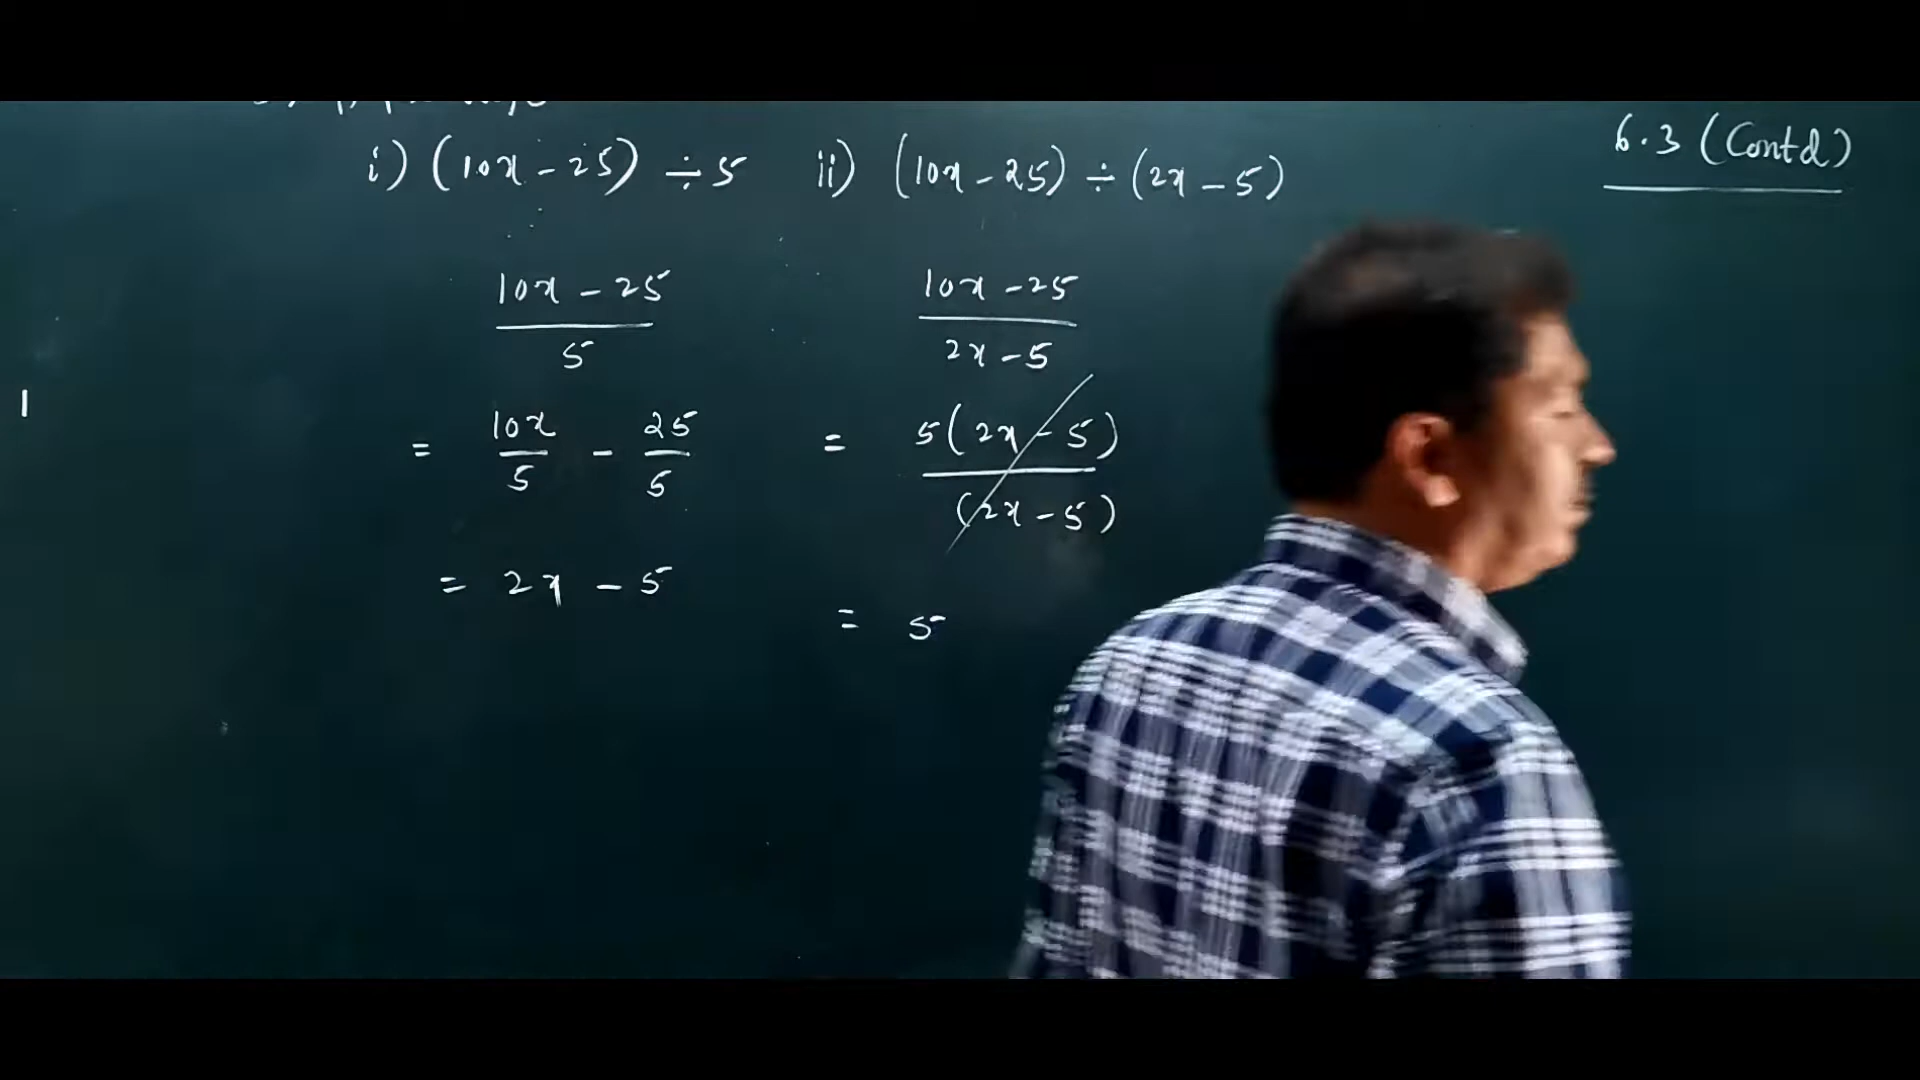 6.3 (Contd)
i) (10x - 25) ÷ 5
ii) (10x - 25) ÷ (2x - 5)
10x - 25
5
= 10x/5 - 25/5
= 2x - 5
10x - 25
2x - 5
= 5(2x - 5)
(2x - 5)
= 5